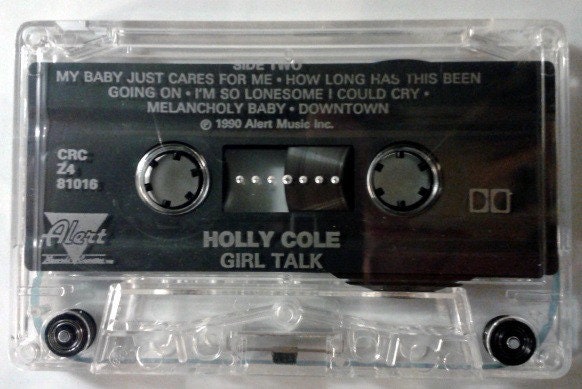 SIDE TWO
MY BABY JUST CARES FOR ME • HOW LONG HAS THIS BEEN
GOING ON • I'M SO LONESOME I COULD CRY •
MELANCHOLY BABY • DOWNTOWN
© 1990 Alert Music Inc.
CRC
Z4
81016
Alert
HOLLY COLE
GIRL TALK